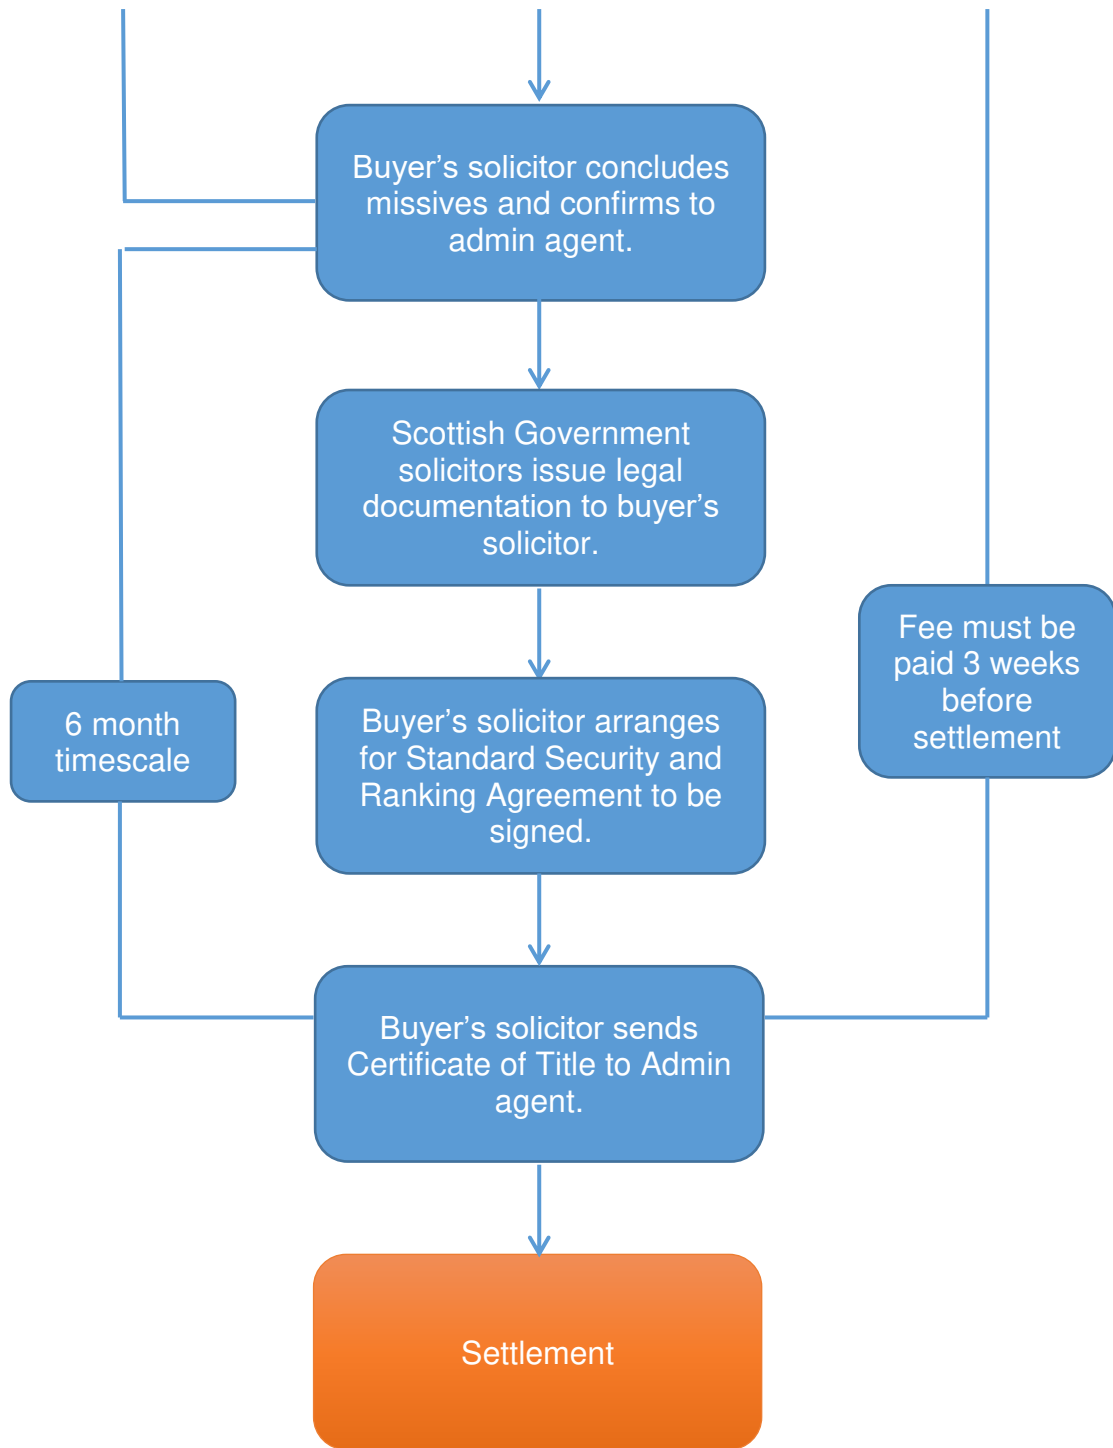 Buyer’s solicitor concludes
missives and confirms to
admin agent.
Scottish Government
solicitors issue legal
documentation to buyer’s
solicitor.
Fee must be
paid 3 weeks
before
settlement
6 month
timescale
Buyer’s solicitor arranges
for Standard Security and
Ranking Agreement to be
signed.
Buyer’s solicitor sends
Certificate of Title to Admin
agent.
Settlement